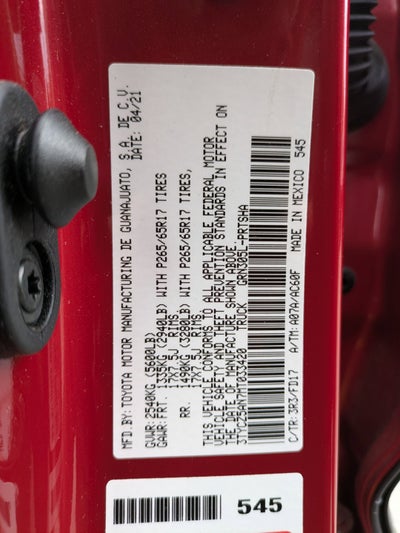 MFD. BY: TOYOTA MOTOR MANUFACTURING DE GUANAJUATO, S.A. DE C.V.
DATE: 04/21
GVWR: 2540KG (5600LB)
GAWR: FRT. 1335KG (2940LB) WITH P265/65R17 TIRES,
17X7.5J RIMS.
RR. 1490KG (3280LB) WITH P265/65R17 TIRES,
17X7.5J RIMS.
THIS VEHICLE CONFORMS TO ALL APPLICABLE FEDERAL MOTOR
VEHICLE SAFETY AND THEFT PREVENTION STANDARDS IN EFFECT ON
THE DATE OF MANUFACTURE SHOWN ABOVE.
3TYCZ5AN7MT033420 TRUCK GRN305L-PRTSHA
C/TR:3R3/FD17 A/TM:A07A/AC60F MADE IN MEXICO 545
545